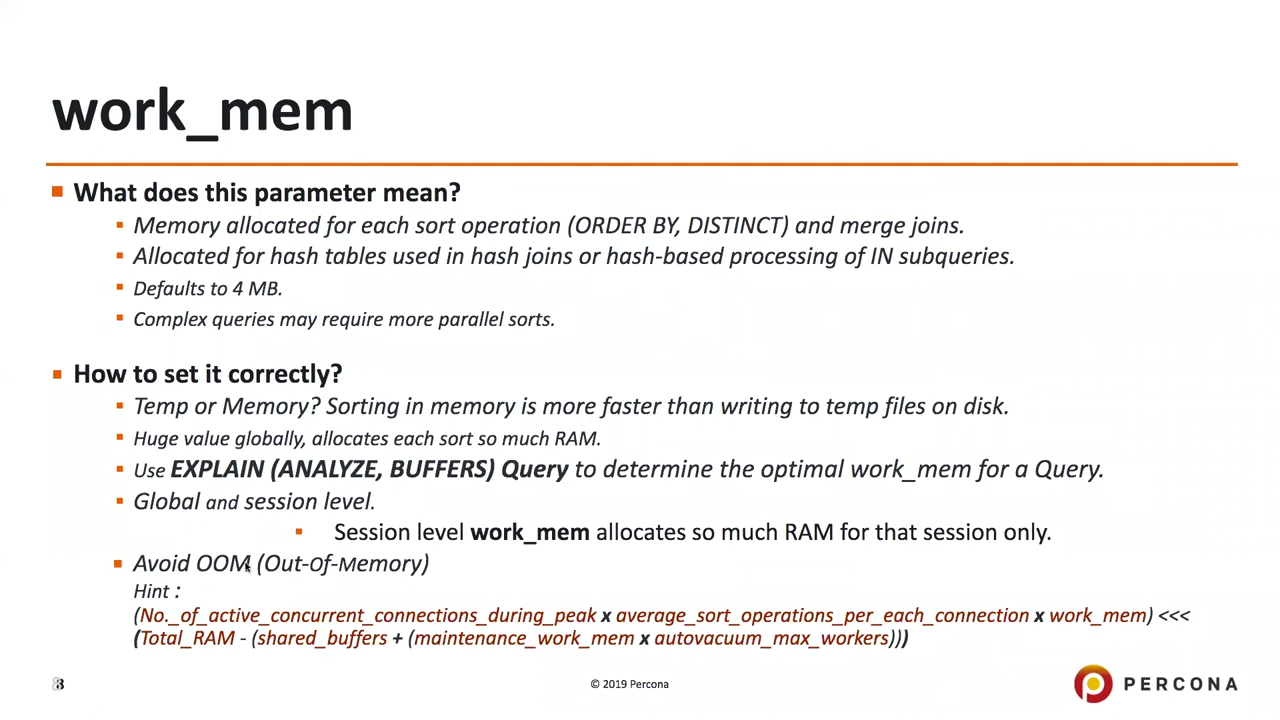 work_mem
What does this parameter mean?
Memory allocated for each sort operation (ORDER BY, DISTINCT) and merge joins.
Allocated for hash tables used in hash joins or hash-based processing of IN subqueries.
Defaults to 4 MB.
Complex queries may require more parallel sorts.
How to set it correctly?
Temp or Memory? Sorting in memory is more faster than writing to temp files on disk.
Huge value globally, allocates each sort so much RAM.
Use EXPLAIN (ANALYZE, BUFFERS) Query to determine the optimal work_mem for a Query.
Global and session level.
Session level work_mem allocates so much RAM for that session only.
Avoid OOM (Out-Of-Memory)
Hint :
(No._of_active_concurrent_connections_during_peak x average_sort_operations_per_each_connection x work_mem) <<<
(Total_RAM - (shared_buffers + (maintenance_work_mem x autovacuum_max_workers)))
© 2019 Percona
PERCONA